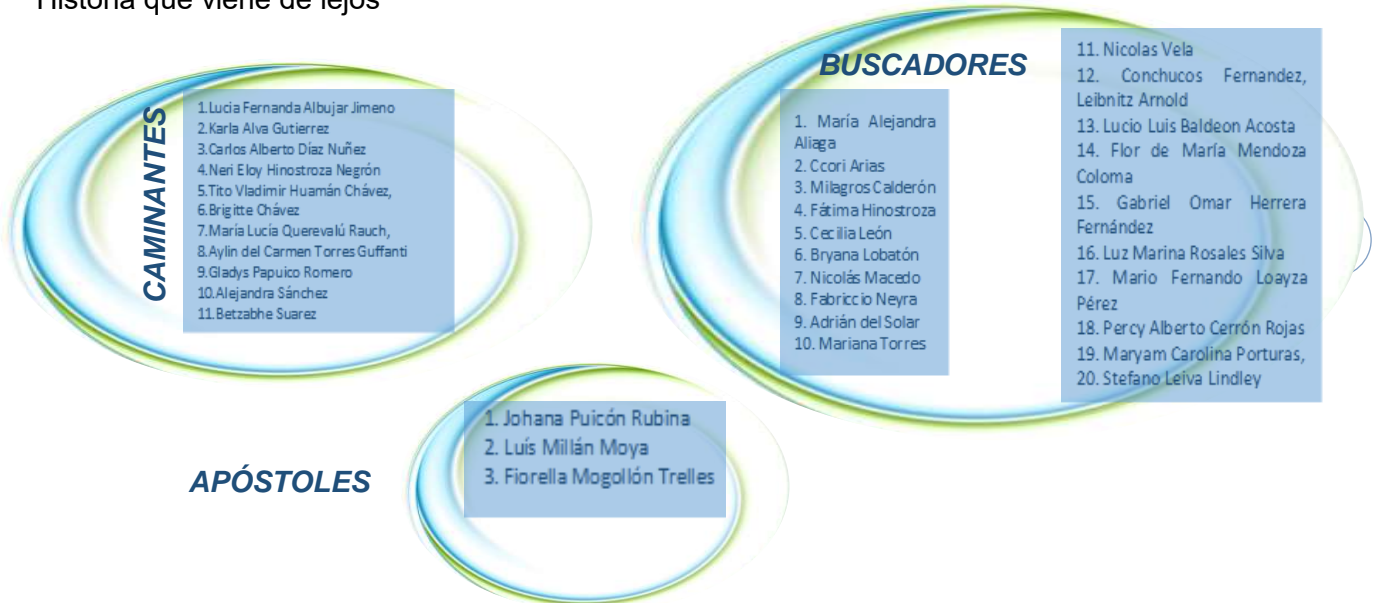 Historia que viene de lejos
CAMINANTES
1.Lucia Fernanda Albujar Jimeno
2.Karla Alva Gutierrez
3.Carlos Alberto Díaz Nuñez
4.Neri Eloy Hinostroza Negrón
5.Tito Vladimir Huamán Chávez,
6.Brigitte Chávez
7.María Lucía Querevalú Rauch,
8.Aylin del Carmen Torres Guffanti
9.Gladys Papuico Romero
10.Alejandra Sánchez
11.Betzabhe Suarez
BUSCADORES
1. María Alejandra
Aliaga
2. Ccori Arias
3. Milagros Calderón
4. Fátima Hinostroza
5. Cecilia León
6. Bryana Lobatón
7. Nicolás Macedo
8. Fabriccio Neyra
9. Adrián del Solar
10. Mariana Torres
11. Nicolas Vela
12. Conchucos Fernandez,
Leibnitz Arnold
13. Lucio Luis Baldeon Acosta
14. Flor de María Mendoza
Coloma
15. Gabriel Omar Herrera
Fernández
16. Luz Marina Rosales Silva
17. Mario Fernando Loayza
Pérez
18. Percy Alberto Cerrón Rojas
19. Maryam Carolina Porturas,
20. Stefano Leiva Lindley
APÓSTOLES
1. Johana Puicón Rubina
2. Luís Millán Moya
3. Fiorella Mogollón Trelles